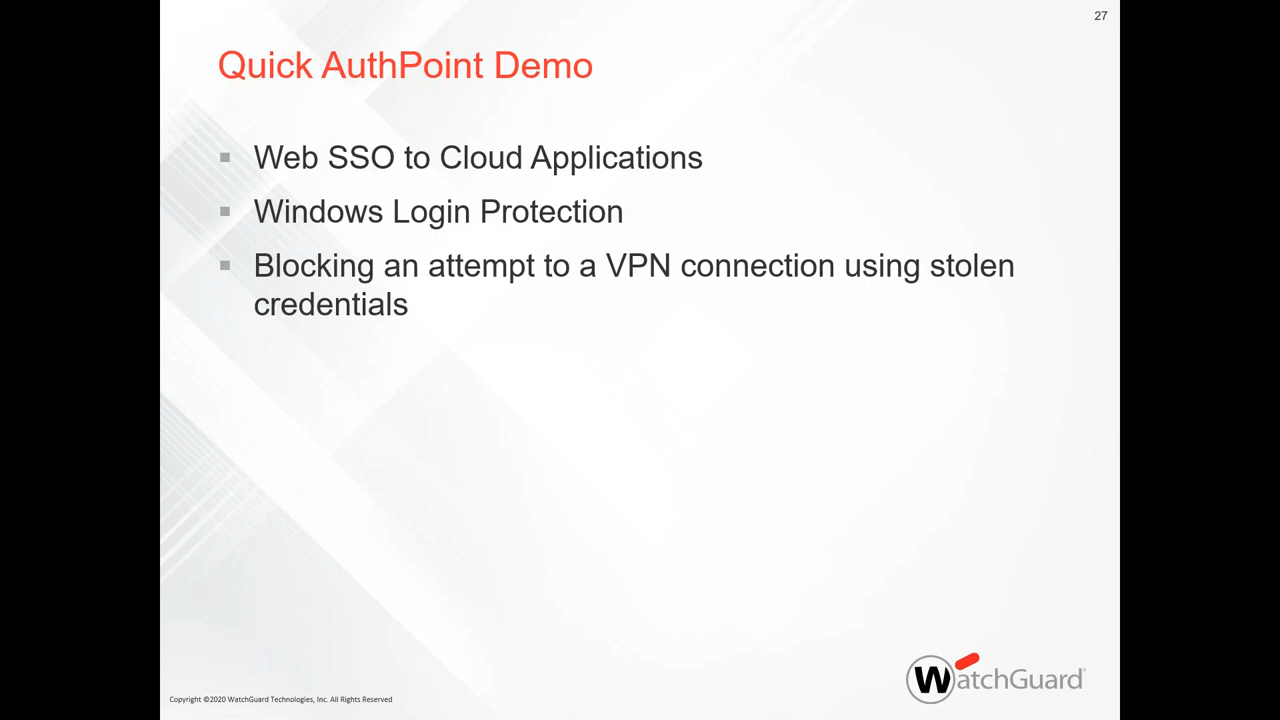 27
Quick AuthPoint Demo
Web SSO to Cloud Applications
Windows Login Protection
Blocking an attempt to a VPN connection using stolen
credentials
Copyright ©2020 WatchGuard Technologies, Inc. All Rights Reserved
WatchGuard